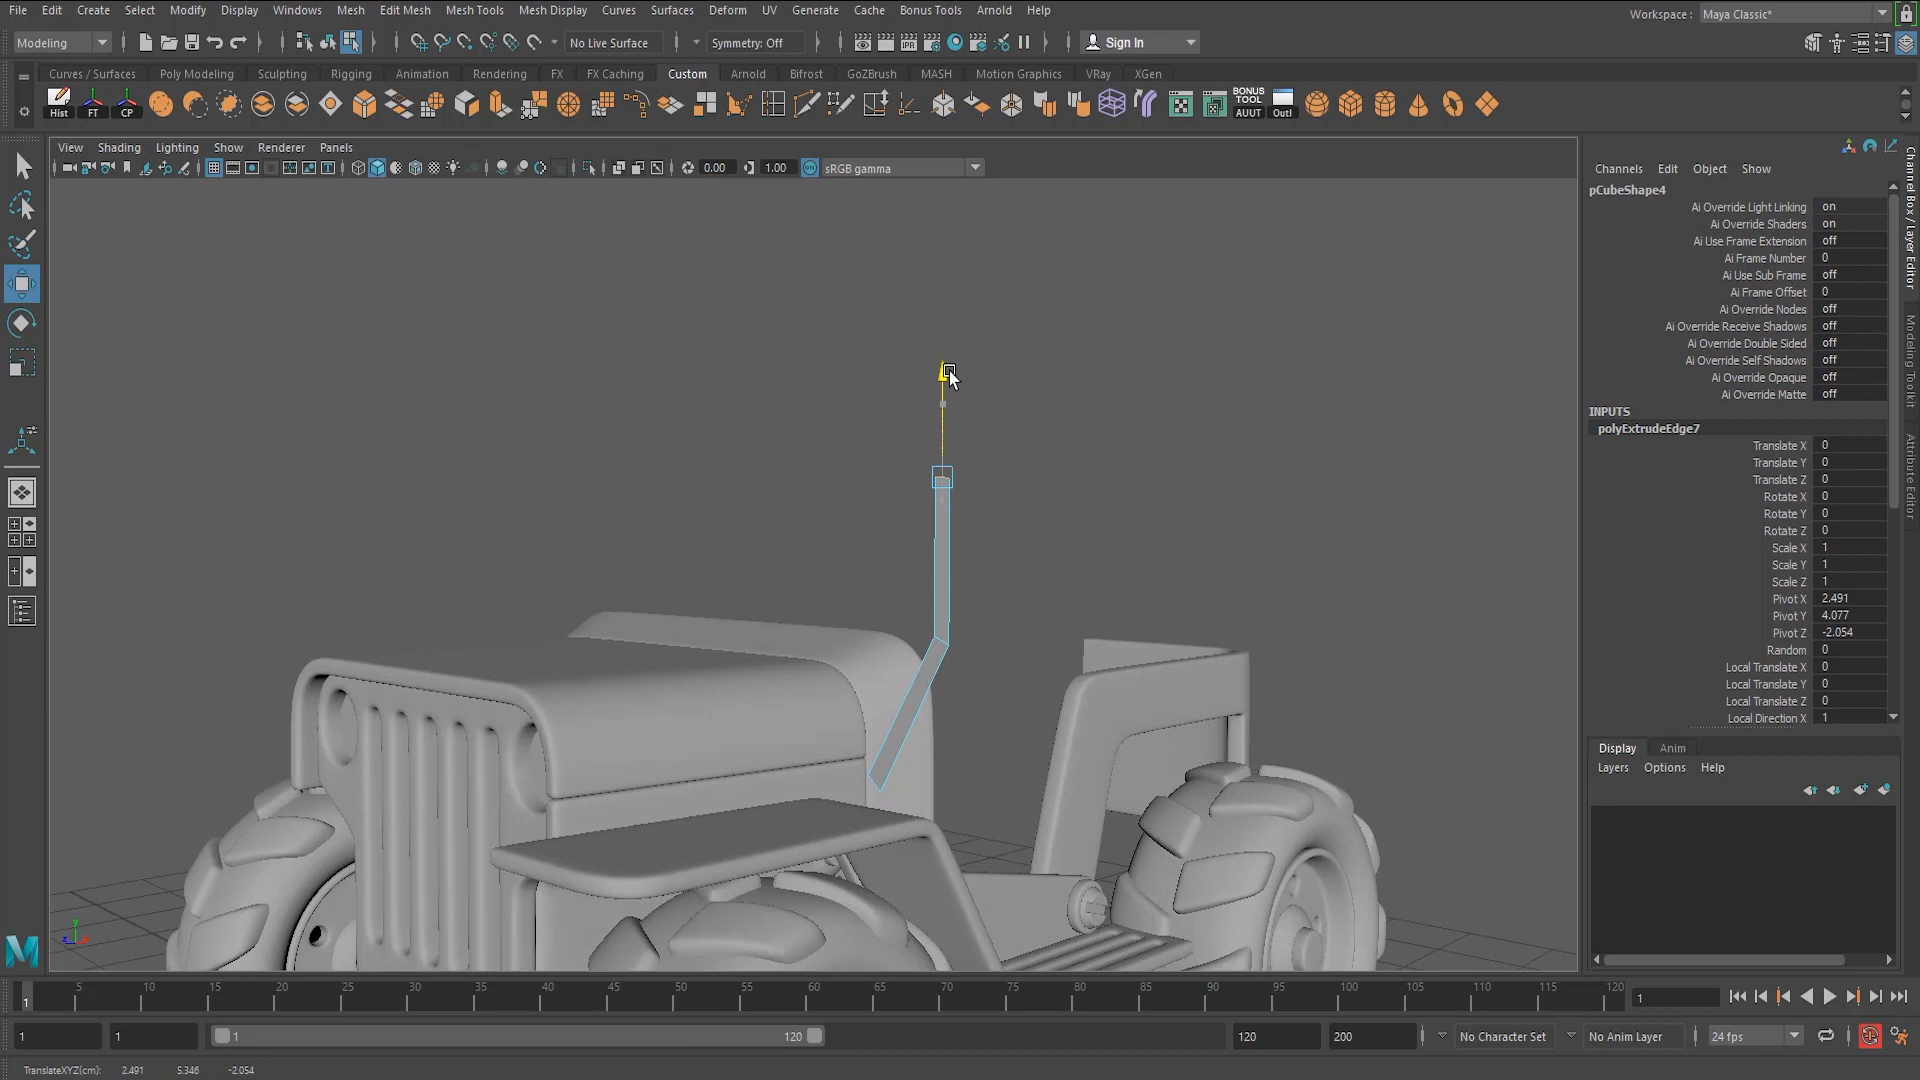 File Edit Create Select Modify Display Windows Mesh Edit Mesh Mesh Tools Mesh Display Curves Surfaces Deform UV Generate Cache Bonus Tools Arnold Help
Workspace : Maya Classic*
Modeling No Live Surface Symmetry: Off Sign In
IPR
Curves / Surfaces Poly Modeling Sculpting Rigging Animation Rendering FX FX Caching Custom Arnold Bifrost GoZBrush MASH Motion Graphics VRay XGen
Hist FT CP BONUS TOOL AUUT Outl
View Shading Lighting Show Renderer Panels
0.00 1.00 sRGB gamma
Channels Edit Object Show
pCubeShape4
Ai Override Light Linking on
Ai Override Shaders on
Ai Use Frame Extension off
Ai Frame Number 0
Ai Use Sub Frame off
Ai Frame Offset 0
Ai Override Nodes off
Ai Override Receive Shadows off
Ai Override Double Sided off
Ai Override Self Shadows off
Ai Override Opaque off
Ai Override Matte off
INPUTS
polyExtrudeEdge7
Translate X 0
Translate Y 0
Translate Z 0
Rotate X 0
Rotate Y 0
Rotate Z 0
Scale X 1
Scale Y 1
Scale Z 1
Pivot X 2.491
Pivot Y 4.077
Pivot Z -2.054
Random 0
Local Translate X 0
Local Translate Y 0
Local Translate Z 0
Local Direction X 1
Channel Box / Layer Editor
Modeling Toolkit
Attribute Editor
Display Anim
Layers Options Help
y
z x
M
1 5 10 15 20 25 30 35 40 45 50 55 60 65 70 75 80 85 90 95 100 105 110 115 120 1
1 1 1 120 120 200 No Character Set No Anim Layer 24 fps
TranslateXYZ(cm): 2.491 5.346 -2.054